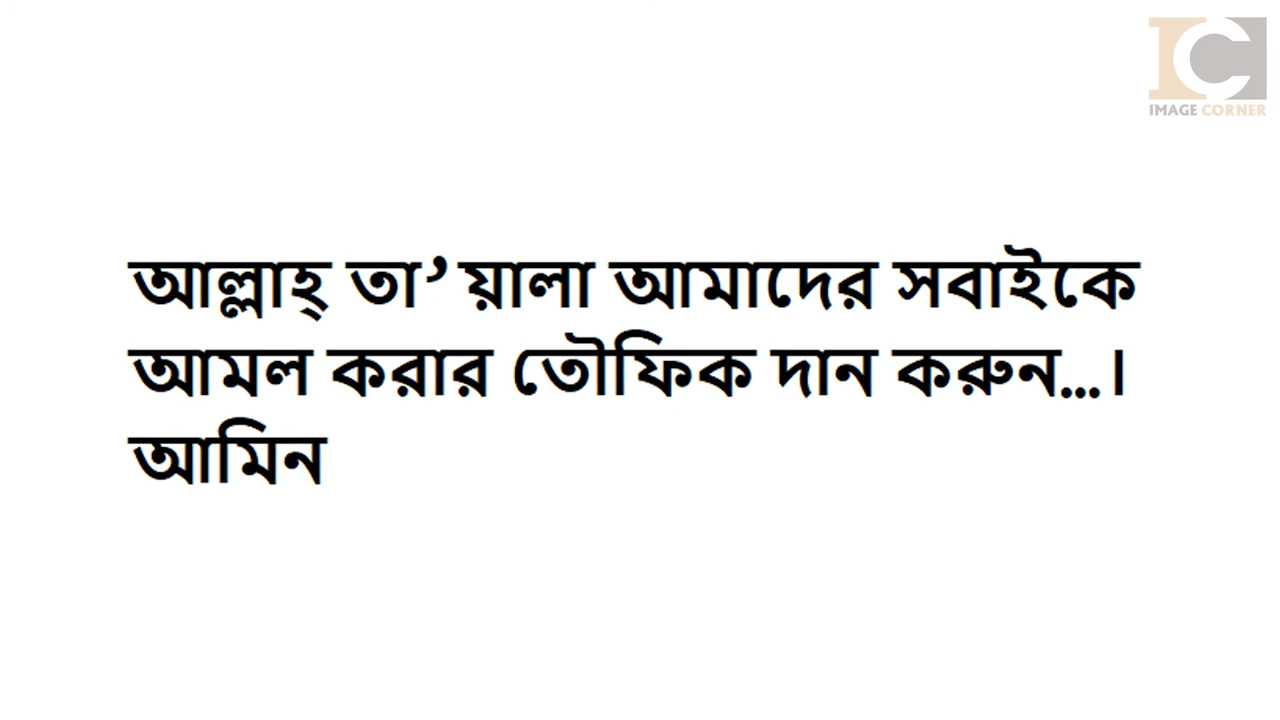 IMAGE CORNER
আল্লাহ্ তা’য়ালা আমাদের সবাইকে
আমল করার তৌফিক দান করুন...।
আমিন